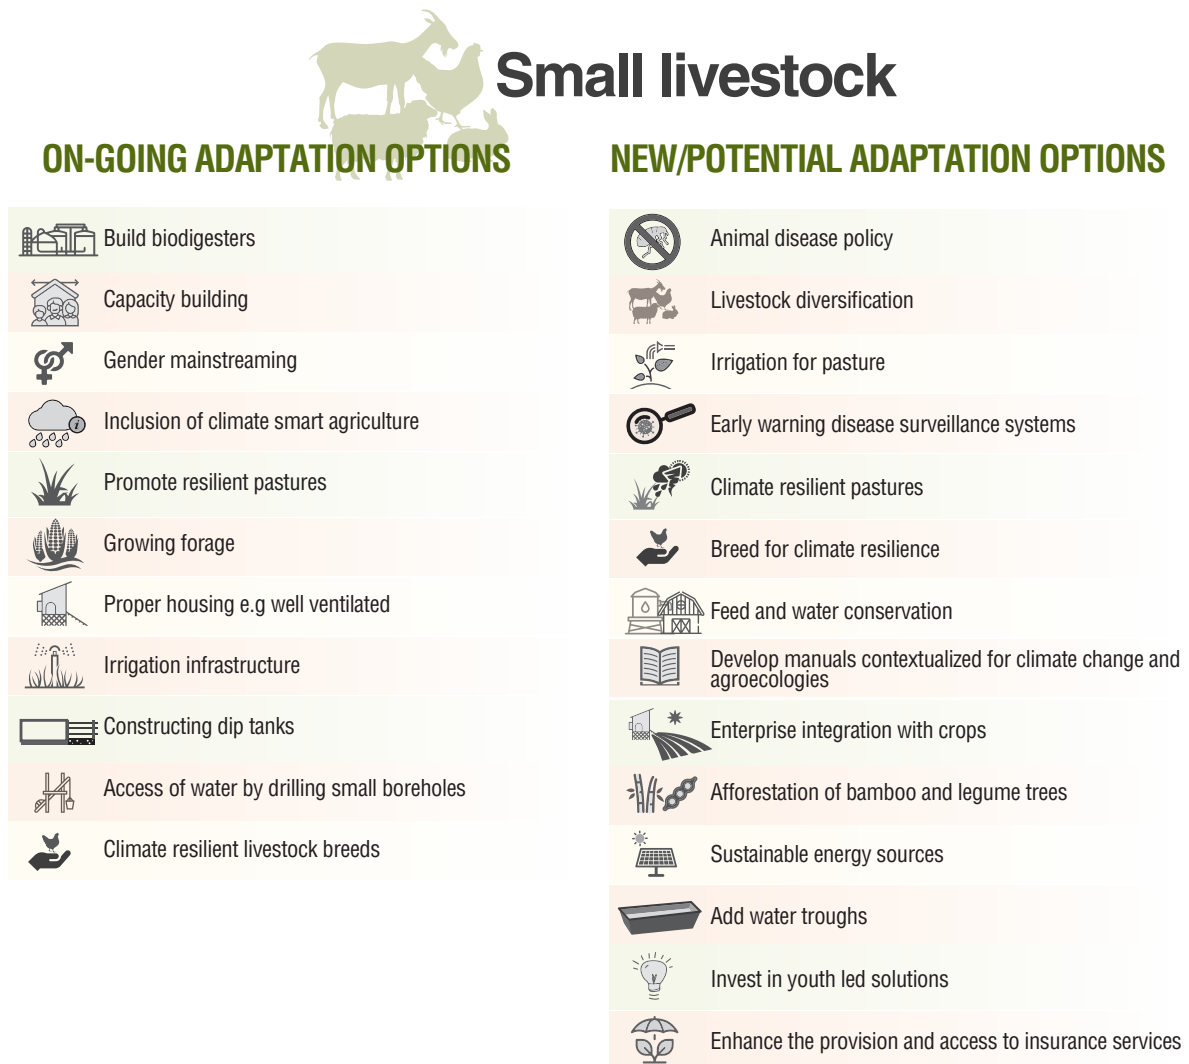 Small livestock
ON-GOING ADAPTATION OPTIONS
Build biodigesters
Capacity building
Gender mainstreaming
Inclusion of climate smart agriculture
Promote resilient pastures
Growing forage
Proper housing e.g well ventilated
Irrigation infrastructure
Constructing dip tanks
Access of water by drilling small boreholes
Climate resilient livestock breeds
NEW/POTENTIAL ADAPTATION OPTIONS
Animal disease policy
Livestock diversification
Irrigation for pasture
Early warning disease surveillance systems
Climate resilient pastures
Breed for climate resilience
Feed and water conservation
Develop manuals contextualized for climate change and
agroecologies
Enterprise integration with crops
Afforestation of bamboo and legume trees
Sustainable energy sources
Add water troughs
Invest in youth led solutions
Enhance the provision and access to insurance services